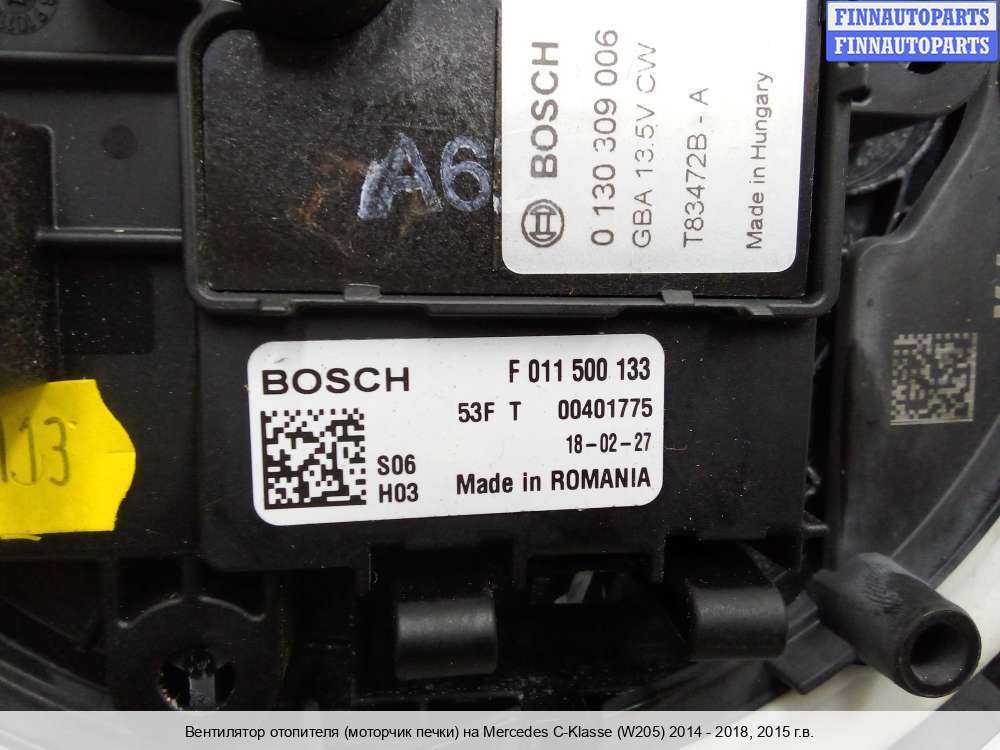 FINNAUTOPARTS
FINNAUTOPARTS
BOSCH
0 130 309 006
GBA 13.5V CW
T83472B - A
Made in Hungary
A6
BOSCH
F 011 500 133
53F T 00401775
18-02-27
S06
H03
Made in ROMANIA
113
Вентилятор отопителя (моторчик печки) на Mercedes C-Klasse (W205) 2014 - 2018, 2015 г.в.